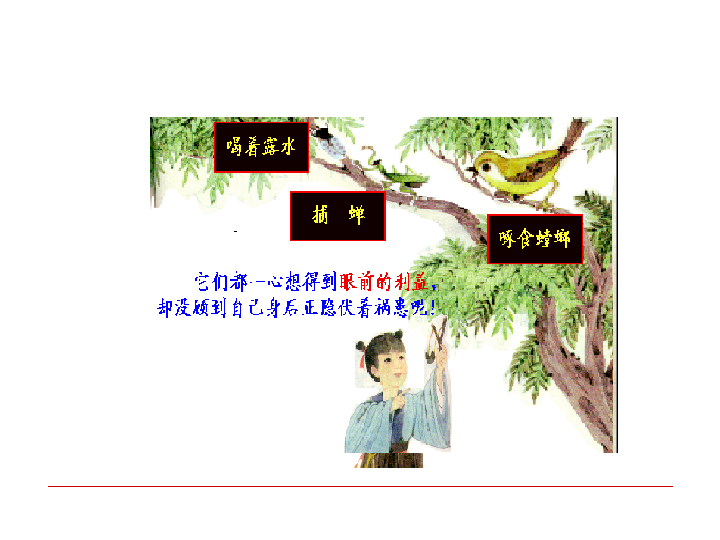 喝着露水
捕 蝉
啄食螳螂
它们都一心想得到眼前的利益，
却没顾到自己身后正隐伏着祸患呢！